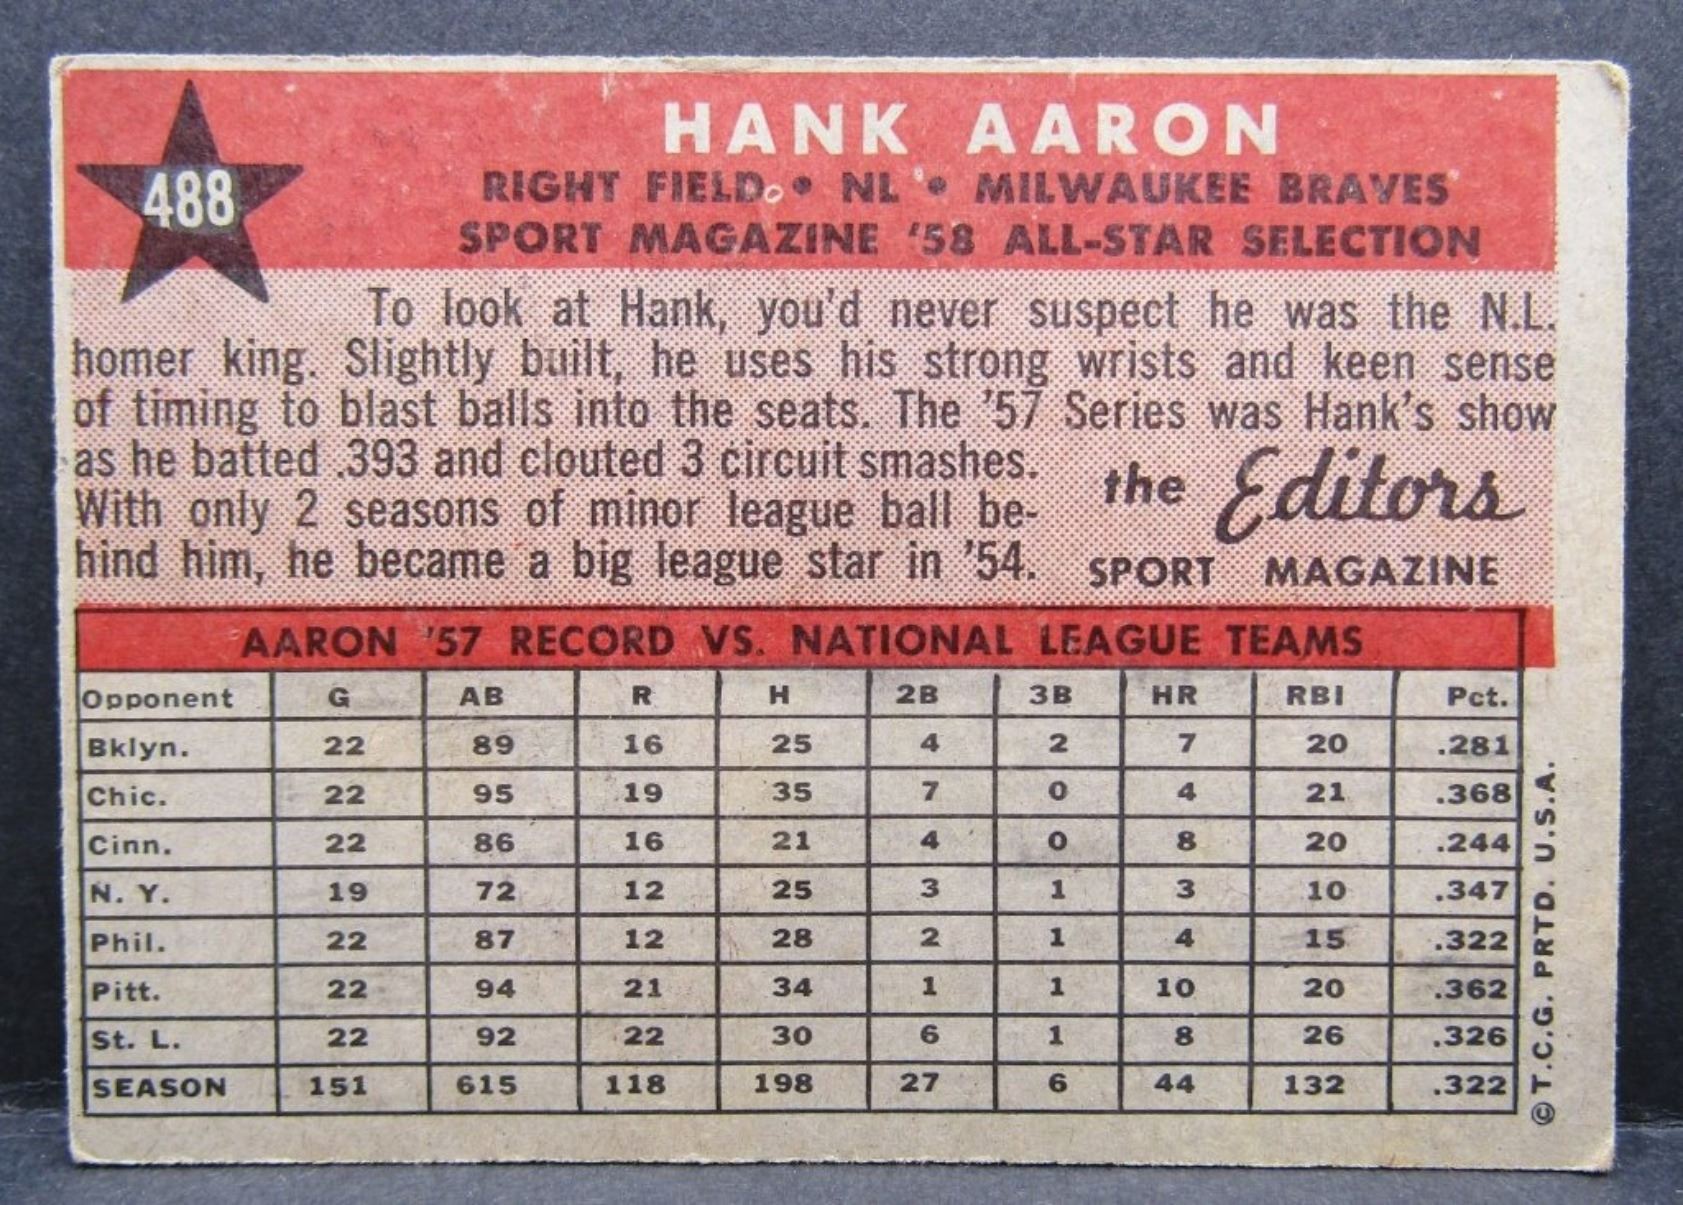 488
HANK AARON
RIGHT FIELD • NL • MILWAUKEE BRAVES
SPORT MAGAZINE '58 ALL-STAR SELECTION
To look at Hank, you'd never suspect he was the N.L.
homer king. Slightly built, he uses his strong wrists and keen sense
of timing to blast balls into the seats. The '57 Series was Hank's show
as he batted .393 and clouted 3 circuit smashes.
With only 2 seasons of minor league ball be-
hind him, he became a big league star in '54.
the Editors
SPORT MAGAZINE
AARON '57 RECORD VS. NATIONAL LEAGUE TEAMS
Opponent G AB R H 2B 3B HR RBI Pct.
Bklyn. 22 89 16 25 4 2 7 20 .281
Chic. 22 95 19 35 7 0 4 21 .368
Cinn. 22 86 16 21 4 0 8 20 .244
N. Y. 19 72 12 25 3 1 3 10 .347
Phil. 22 87 12 28 2 1 4 15 .322
Pitt. 22 94 21 34 1 1 10 20 .362
St. L. 22 92 22 30 6 1 8 26 .326
SEASON 151 615 118 198 27 6 44 132 .322
© T.C.G. PRTD. U.S.A.